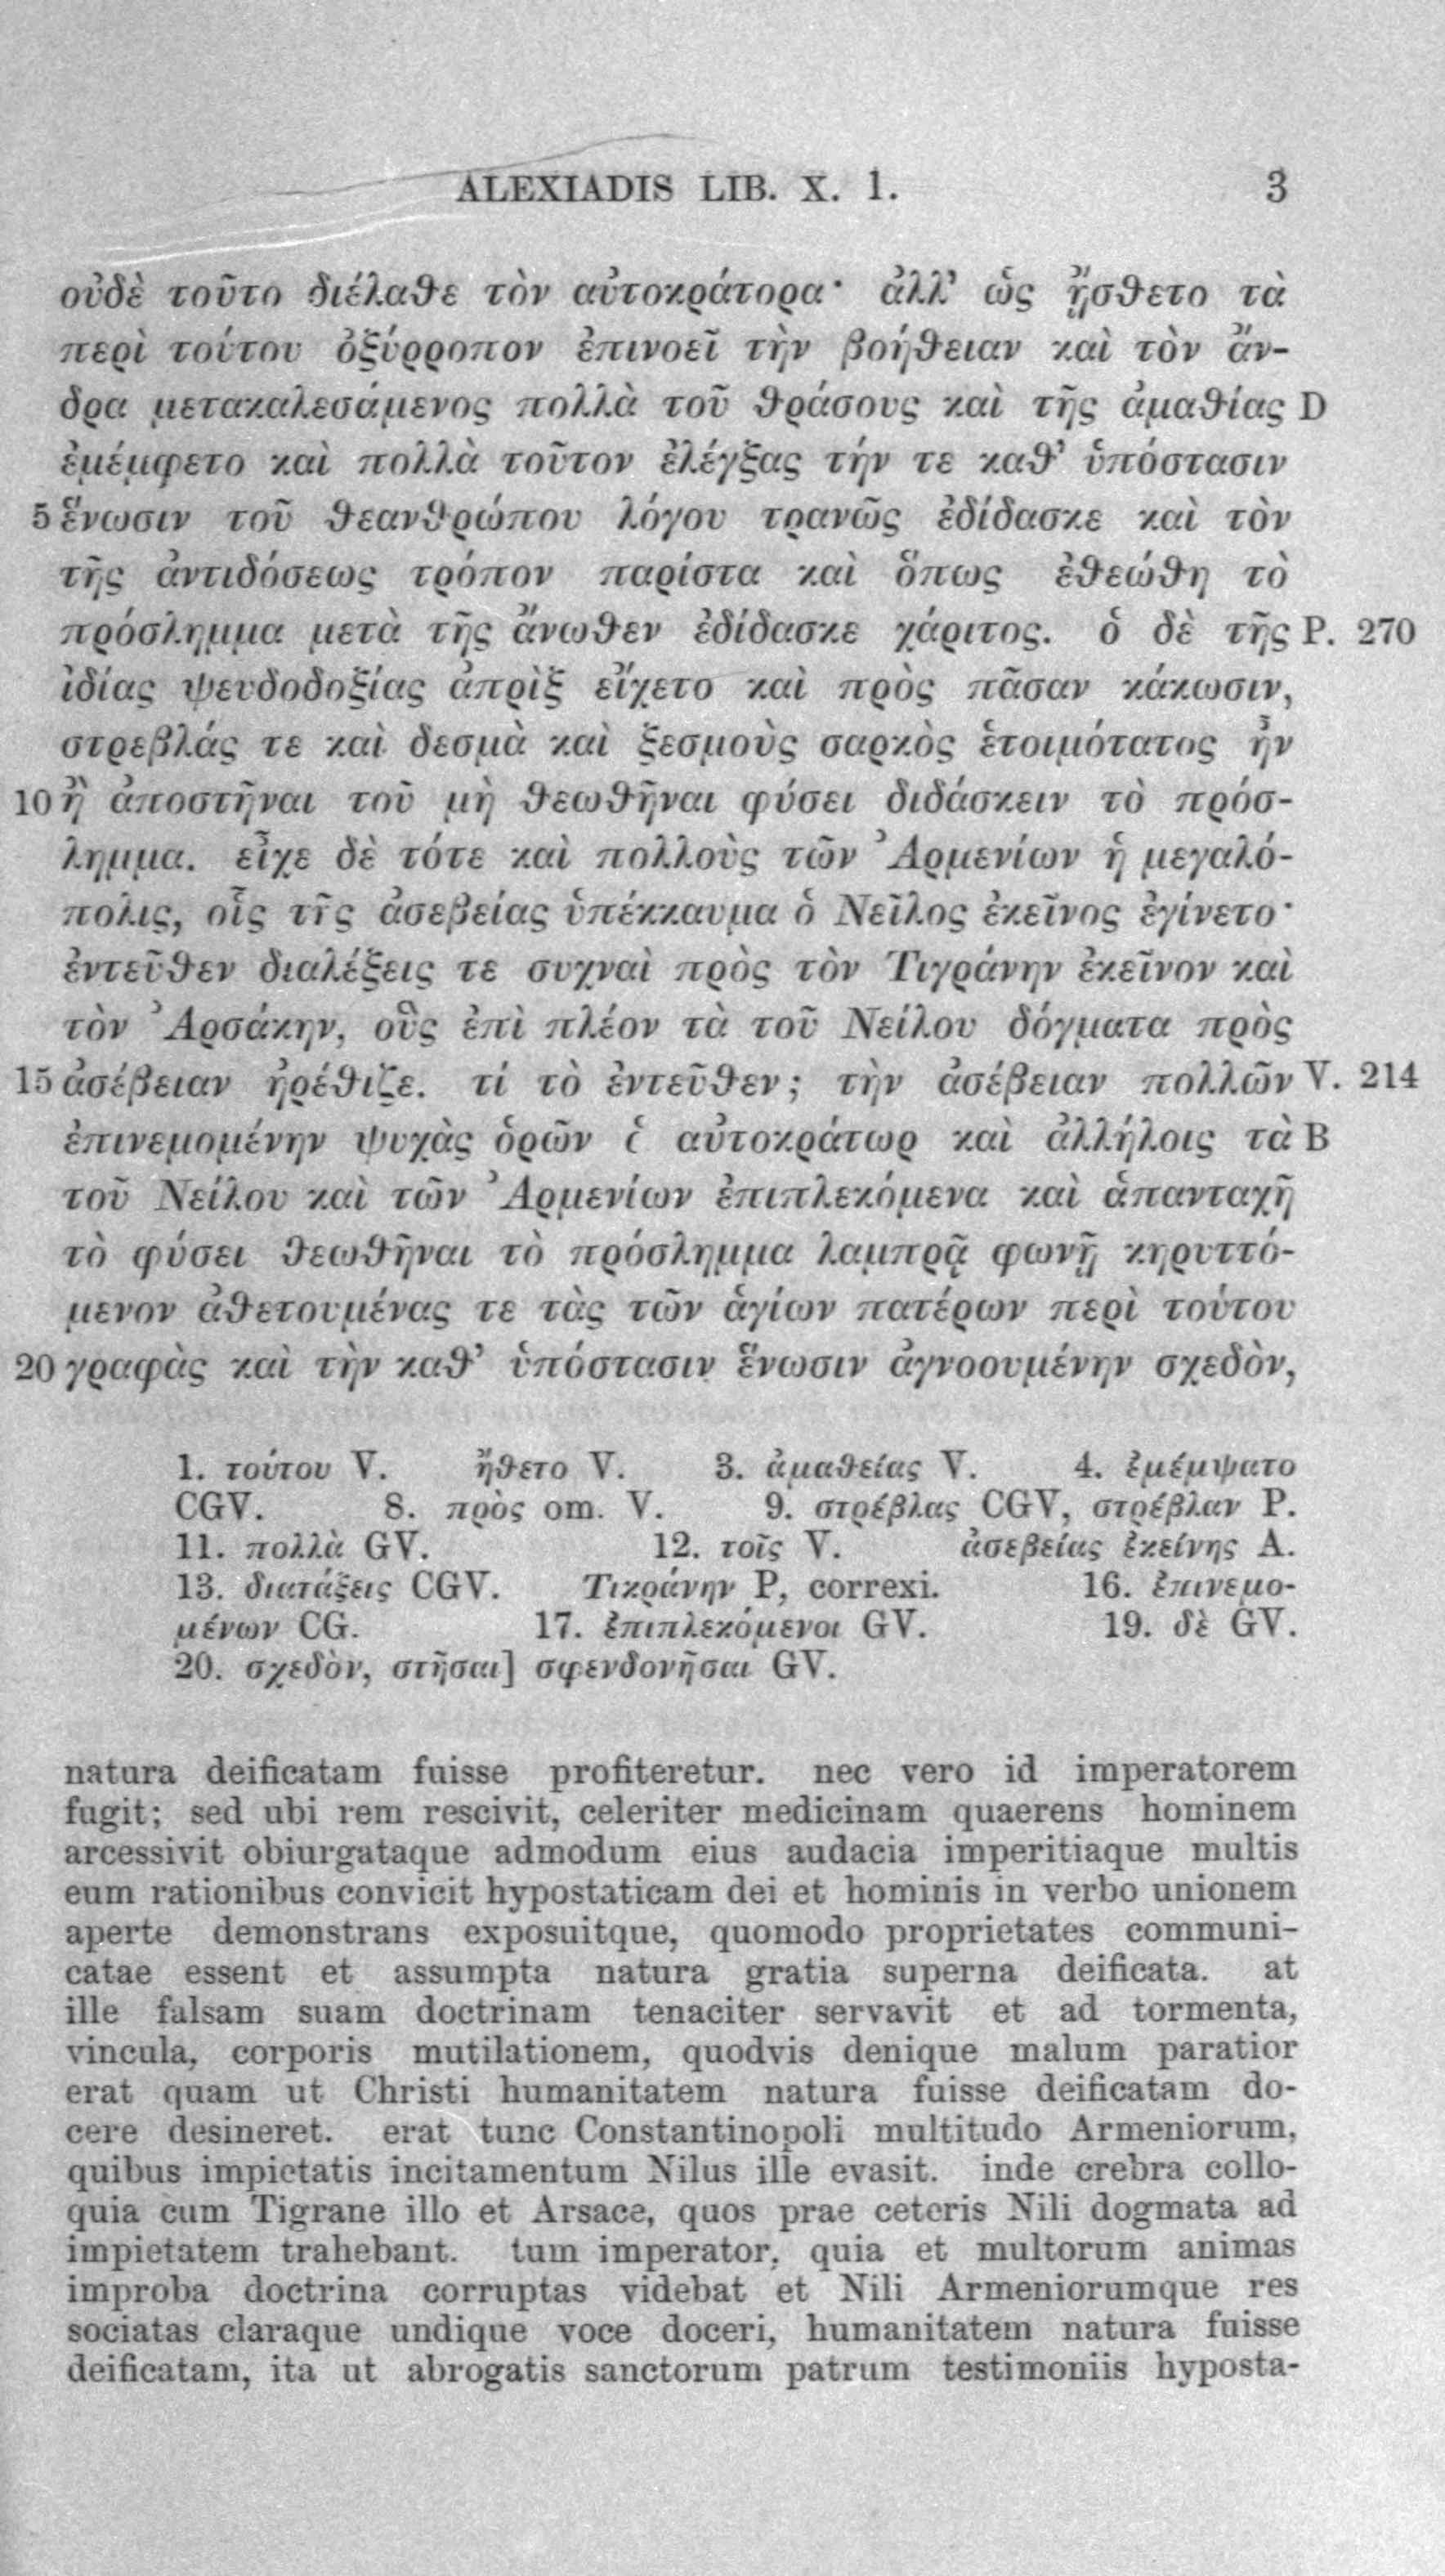 ALEXIADIS LIB. X. 1. 3
οὐδὲ τοῦτο διέλαθε τὸν αὐτοκράτορα· ἀλλ’ ὡς ᾔσθετο τὰ
περὶ τούτου ὀξύρροπον ἐπινοεῖ τὴν βοήθειαν καὶ τὸν ἄν-
δρα μετακαλεσάμενος πολλὰ τοῦ θράσους καὶ τῆς ἀμαθίας D
ἐμέμφετο καὶ πολλὰ τοῦτον ἐλέγξας τήν τε καθ’ ὑπόστασιν
5 ἕνωσιν τοῦ θεανθρώπου λόγου τρανῶς ἐδίδασκε καὶ τὸν
τῆς ἀντιδόσεως τρόπον παρίστα καὶ ὅπως ἐθεώθη τὸ
πρόσλημμα μετὰ τῆς ἄνωθεν ἐδίδασκε χάριτος. ὁ δὲ τῆς P. 270
ἰδίας ψευδοδοξίας ἀπρὶξ εἴχετο καὶ πρὸς πᾶσαν κάκωσιν,
στρεβλάς τε καὶ δεσμὰ καὶ ξεσμοὺς σαρκὸς ἑτοιμότατος ἦν
10 ἢ ἀποστῆναι τοῦ μὴ θεωθῆναι φύσει διδάσκειν τὸ πρόσ-
λημμα. εἶχε δὲ τότε καὶ πολλοὺς τῶν Ἀρμενίων ἡ μεγαλό-
πολις, οἷς τῆς ἀσεβείας ὑπέκκαυμα ὁ Νεῖλος ἐκεῖνος ἐγίνετο·
ἐντεῦθεν διαλέξεις τε συχναὶ πρὸς τὸν Τιγράνην ἐκεῖνον καὶ
τὸν Ἀρσάκην, οὓς ἐπὶ πλέον τὰ τοῦ Νείλου δόγματα πρὸς
15 ἀσέβειαν ἠρέθιζε. τί τὸ ἐντεῦθεν; τὴν ἀσέβειαν πολλῶν V. 214
ἐπινεμομένην ψυχὰς ὁρῶν ὁ αὐτοκράτωρ καὶ ἀλλήλοις τὰ B
τοῦ Νείλου καὶ τῶν Ἀρμενίων ἐπιπλεκόμενα καὶ ἁπανταχῆ
τὸ φύσει θεωθῆναι τὸ πρόσλημμα λαμπρᾷ φωνῇ κηρυττό-
μενον ἀθετουμένας τε τὰς τῶν ἁγίων πατέρων περὶ τούτου
20 γραφὰς καὶ τὴν καθ’ ὑπόστασιν ἕνωσιν ἀγνοουμένην σχεδὸν,
1. τούτου V. ἤθετο V. 3. ἀμαθείας V. 4. ἐμέμψατο
CGV. 8. πρὸς om. V. 9. στρέβλας CGV, στρέβλαν P.
11. πολλὰ GV. 12. τοῖς V. ἀσεβείας ἐκείνης A.
13. διατάξεις CGV. Τικράνην P, correxi. 16. ἐπινεμο-
μένων CG. 17. ἐπιπλεκόμενοι GV. 19. δὲ GV.
20. σχεδὸν, στῆσαι] σφενδονῆσαι GV.
natura deificatam fuisse profiteretur. nec vero id imperatorem
fugit; sed ubi rem rescivit, celeriter medicinam quaerens hominem
arcessivit obiurgataque admodum eius audacia imperitiaque multis
eum rationibus convicit hypostaticam dei et hominis in verbo unionem
aperte demonstrans exposuitque, quomodo proprietates communi-
catae essent et assumpta natura gratia superna deificata. at
ille falsam suam doctrinam tenaciter servavit et ad tormenta,
vincula, corporis mutilationem, quodvis denique malum paratior
erat quam ut Christi humanitatem natura fuisse deificatam do-
cere desineret. erat tunc Constantinopoli multitudo Armeniorum,
quibus impietatis incitamentum Nilus ille evasit. inde crebra collo-
quia cum Tigrane illo et Arsace, quos prae ceteris Nili dogmata ad
impietatem trahebant. tum imperator, quia et multorum animas
improba doctrina corruptas videbat et Nili Armeniorumque res
sociatas claraque undique voce doceri, humanitatem natura fuisse
deificatam, ita ut abrogatis sanctorum patrum testimoniis hyposta-